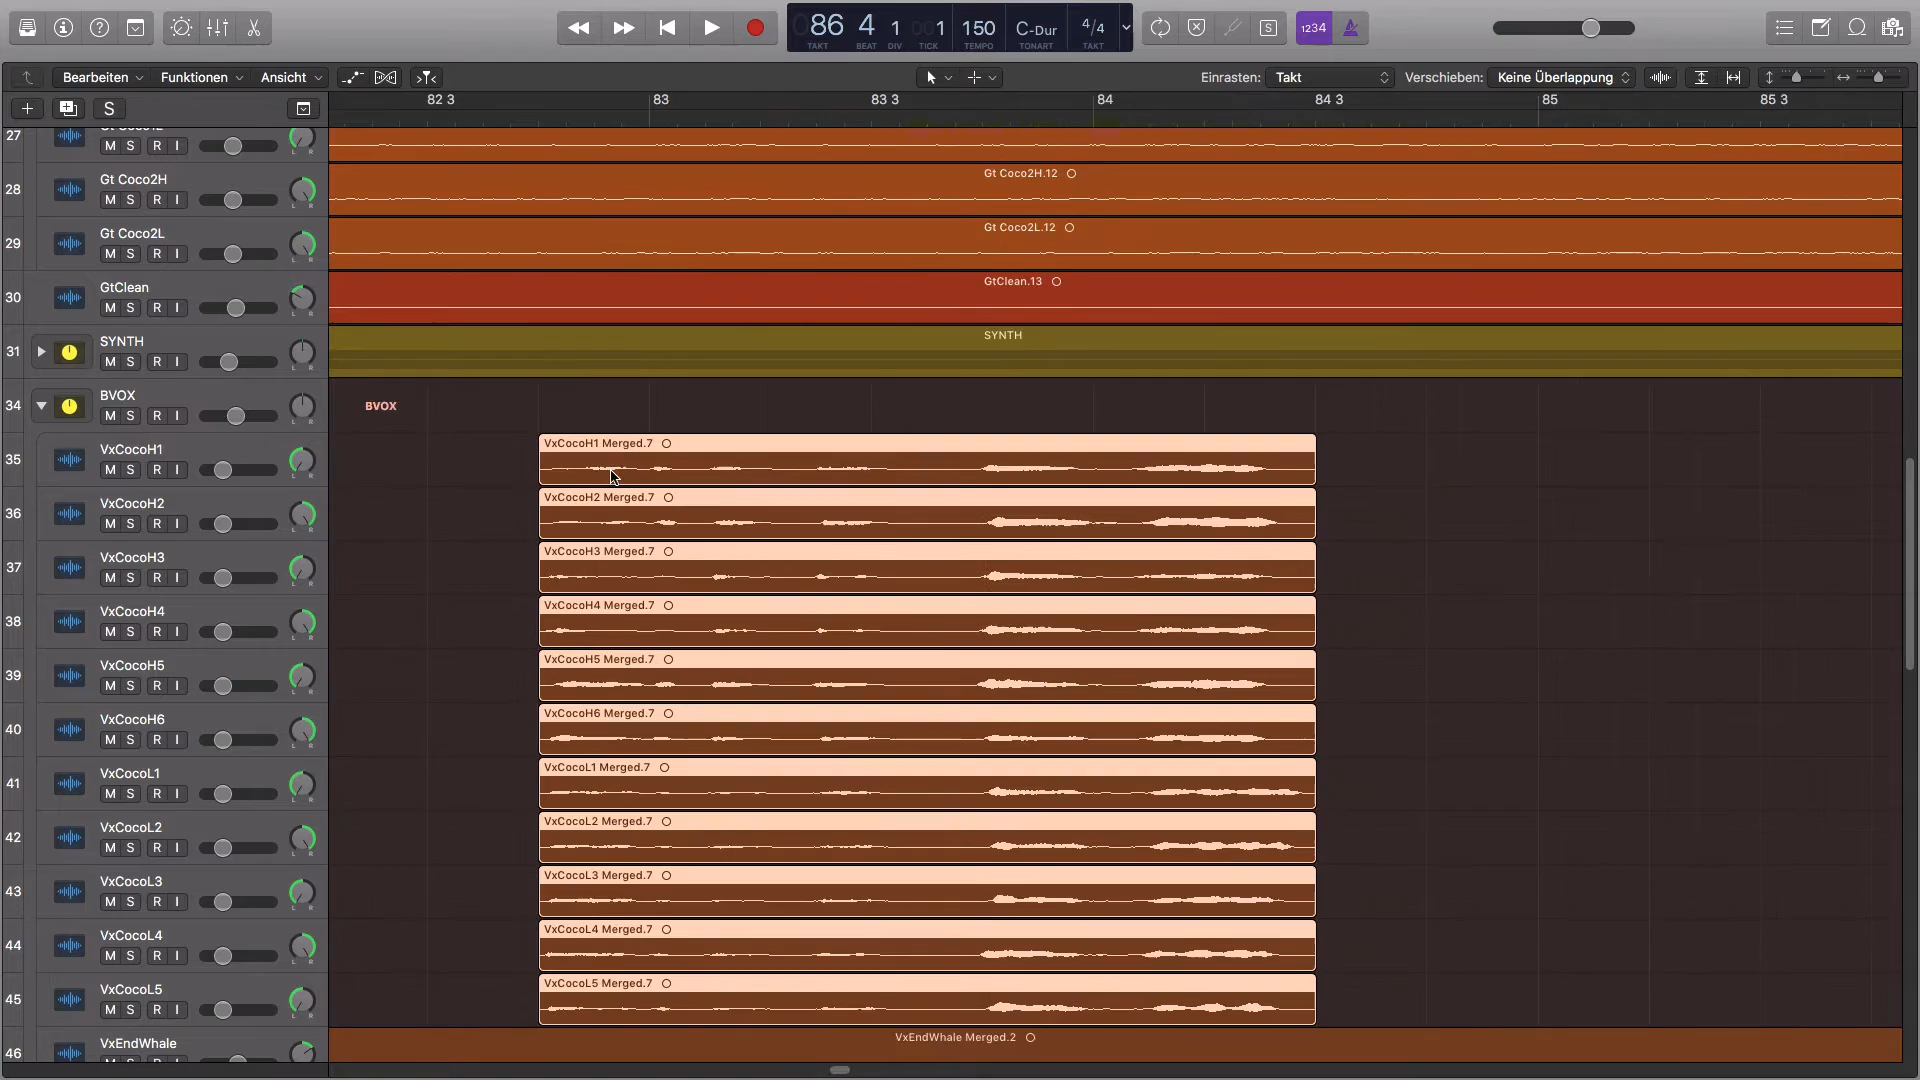 86 4 1 1 150 C-Dur 4/4
TAKT BEAT DIV TICK TEMPO TONART TAKT
S
1234
Bearbeiten Funktionen Ansicht
Einrasten: Takt Verschieben: Keine Überlappung
S
82 3 83 83 3 84 84 3 85 85 3
27
M S R I
28 Gt Coco2H
M S R I
Gt Coco2H.12
29 Gt Coco2L
M S R I
Gt Coco2L.12
30 GtClean
M S R I
GtClean.13
31 SYNTH
M S R I
SYNTH
34 BVOX
M S R I
BVOX
35 VxCocoH1
M S R I
VxCocoH1 Merged.7
36 VxCocoH2
M S R I
VxCocoH2 Merged.7
37 VxCocoH3
M S R I
VxCocoH3 Merged.7
38 VxCocoH4
M S R I
VxCocoH4 Merged.7
39 VxCocoH5
M S R I
VxCocoH5 Merged.7
40 VxCocoH6
M S R I
VxCocoH6 Merged.7
41 VxCocoL1
M S R I
VxCocoL1 Merged.7
42 VxCocoL2
M S R I
VxCocoL2 Merged.7
43 VxCocoL3
M S R I
VxCocoL3 Merged.7
44 VxCocoL4
M S R I
VxCocoL4 Merged.7
45 VxCocoL5
M S R I
VxCocoL5 Merged.7
46 VxEndWhale
VxEndWhale Merged.2